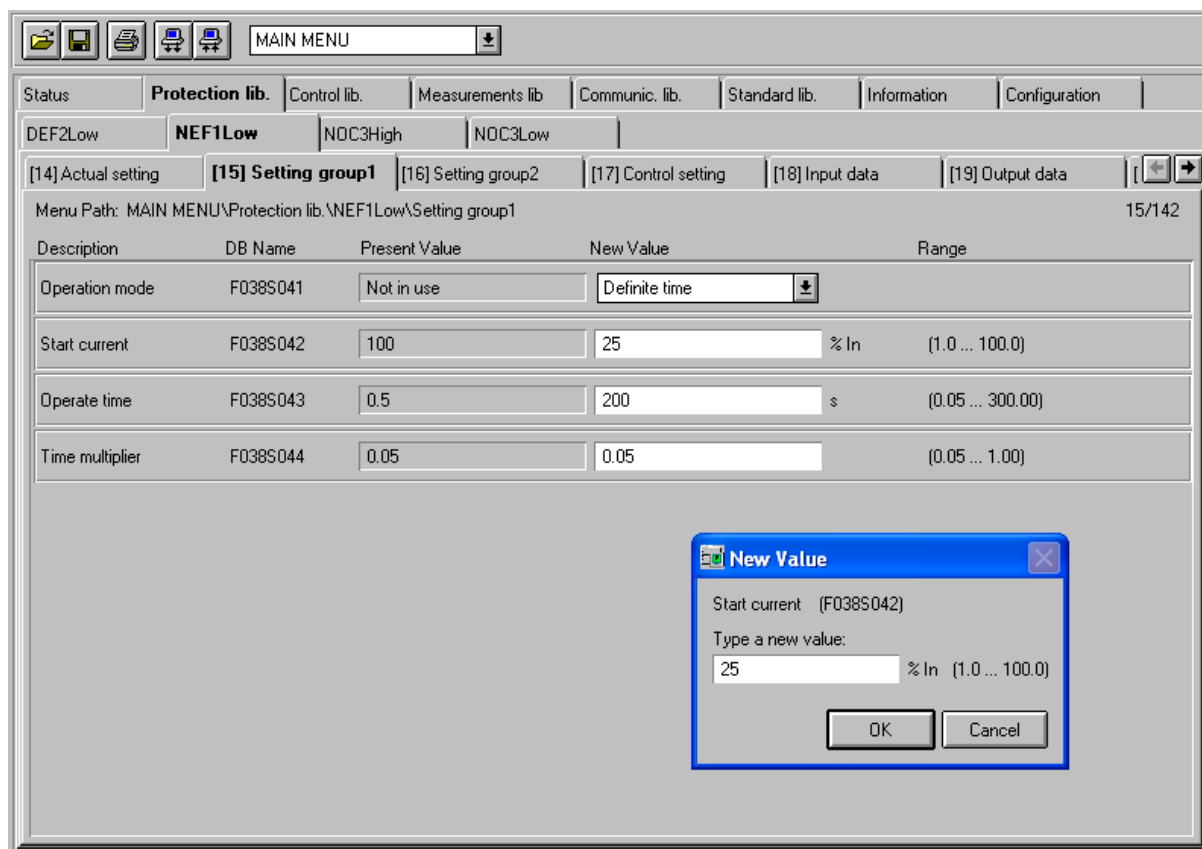 MAIN MENU
Status Protection lib. Control lib. Measurements lib Communic. lib. Standard lib. Information Configuration
DEF2Low NEF1Low NOC3High NOC3Low
[14] Actual setting [15] Setting group1 [16] Setting group2 [17] Control setting [18] Input data [19] Output data [
Menu Path: MAIN MENU\Protection lib.\NEF1Low\Setting group1 15/142
Description DB Name Present Value New Value Range
Operation mode F038S041 Not in use Definite time
Start current F038S042 100 25 % In (1.0 ... 100.0)
Operate time F038S043 0.5 200 s (0.05 ... 300.00)
Time multiplier F038S044 0.05 0.05 (0.05 ... 1.00)
New Value
Start current (F038S042)
Type a new value:
25 % In (1.0 ... 100.0)
OK Cancel